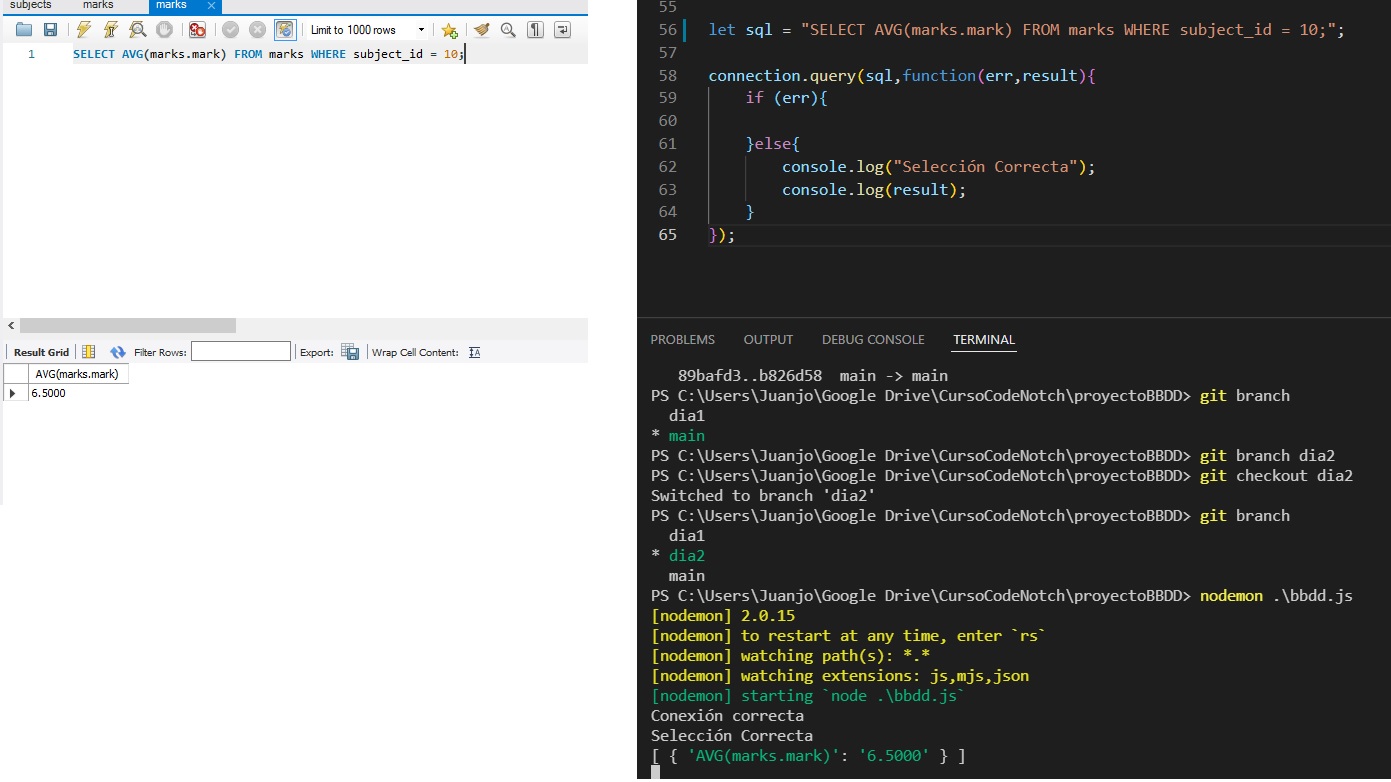 subjects marks marks
Limit to 1000 rows
1 SELECT AVG(marks.mark) FROM marks WHERE subject_id = 10;
Result Grid Filter Rows: Export: Wrap Cell Content: IA
AVG(marks.mark)
6.5000
55
56 let sql = "SELECT AVG(marks.mark) FROM marks WHERE subject_id = 10;";
57
58 connection.query(sql,function(err,result){
59 if (err){
60
61 }else{
62 console.log("Selección Correcta");
63 console.log(result);
64 }
65 });
PROBLEMS OUTPUT DEBUG CONSOLE TERMINAL
89bafd3..b826d58 main -> main
PS C:\Users\Juanjo\Google Drive\CursoCodeNotch\proyectoBBDD> git branch
dia1
* main
PS C:\Users\Juanjo\Google Drive\CursoCodeNotch\proyectoBBDD> git branch dia2
PS C:\Users\Juanjo\Google Drive\CursoCodeNotch\proyectoBBDD> git checkout dia2
Switched to branch 'dia2'
PS C:\Users\Juanjo\Google Drive\CursoCodeNotch\proyectoBBDD> git branch
dia1
* dia2
main
PS C:\Users\Juanjo\Google Drive\CursoCodeNotch\proyectoBBDD> nodemon .\bbdd.js
[nodemon] 2.0.15
[nodemon] to restart at any time, enter `rs`
[nodemon] watching path(s): *.*
[nodemon] watching extensions: js,mjs,json
[nodemon] starting `node .\bbdd.js`
Conexión correcta
Selección Correcta
[ { 'AVG(marks.mark)': '6.5000' } ]